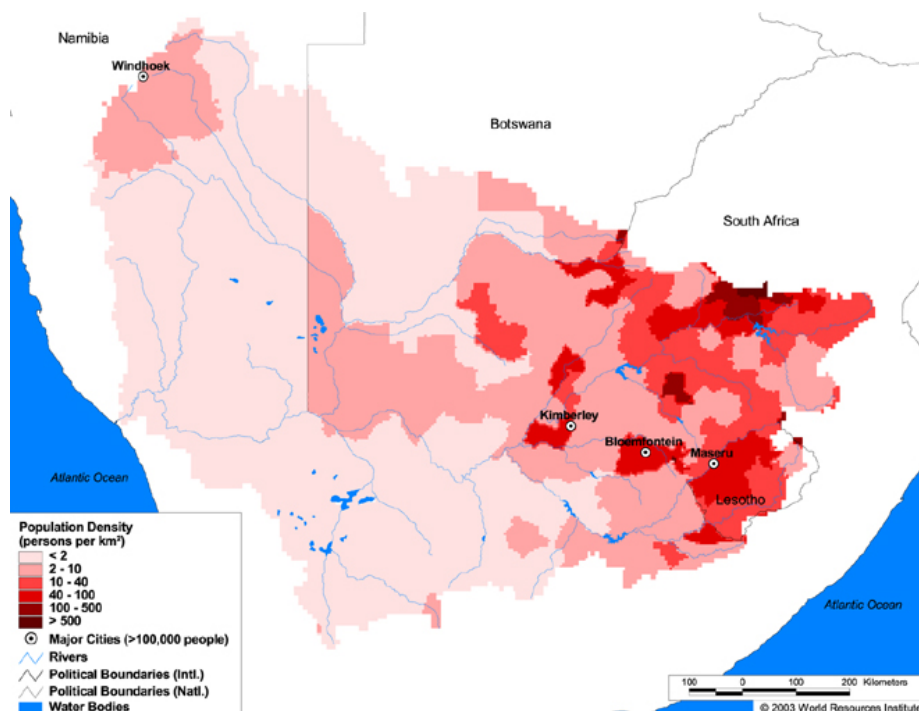 Namibia
Windhoek
Botswana
South Africa
Kimberley
Bloemfontein
Maseru
Lesotho
Atlantic Ocean
Atlantic Ocean
Population Density
(persons per km²)
< 2
2 - 10
10 - 40
40 - 100
100 - 500
> 500
Major Cities (>100,000 people)
Rivers
Political Boundaries (Intl.)
Political Boundaries (Natl.)
Water Bodies
100 0 100 200 Kilometers
© 2003 World Resources Institute